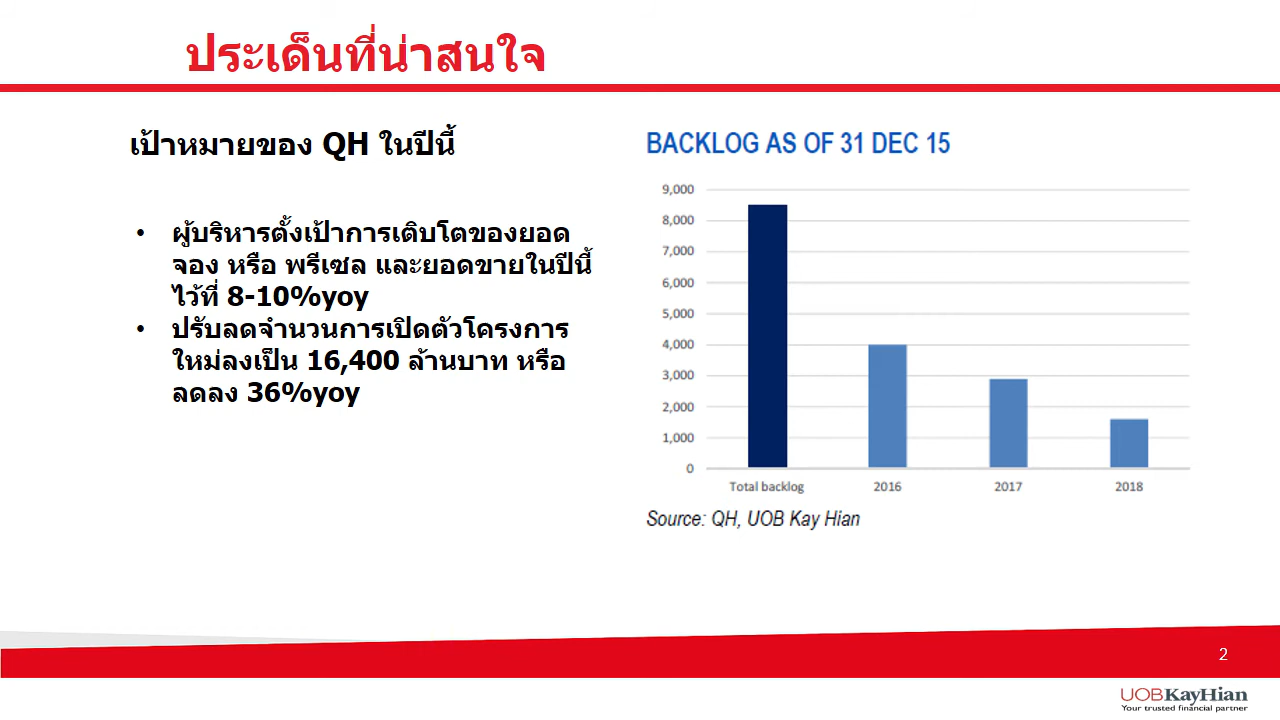 ประเด็นที่น่าสนใจ
เป้าหมายของ QH ในปีนี้
• ผู้บริหารตั้งเป้าการเติบโตของยอด
จอง หรือ พรีเซล และยอดขายในปีนี้
ไว้ที่ 8-10%yoy
• ปรับลดจำนวนการเปิดตัวโครงการ
ใหม่ลงเป็น 16,400 ล้านบาท หรือ
ลดลง 36%yoy
BACKLOG AS OF 31 DEC 15
9,000
8,000
7,000
6,000
5,000
4,000
3,000
2,000
1,000
0
Total backlog 2016 2017 2018
Source: QH, UOB Kay Hian
2
UOBKayHian
Your trusted financial partner